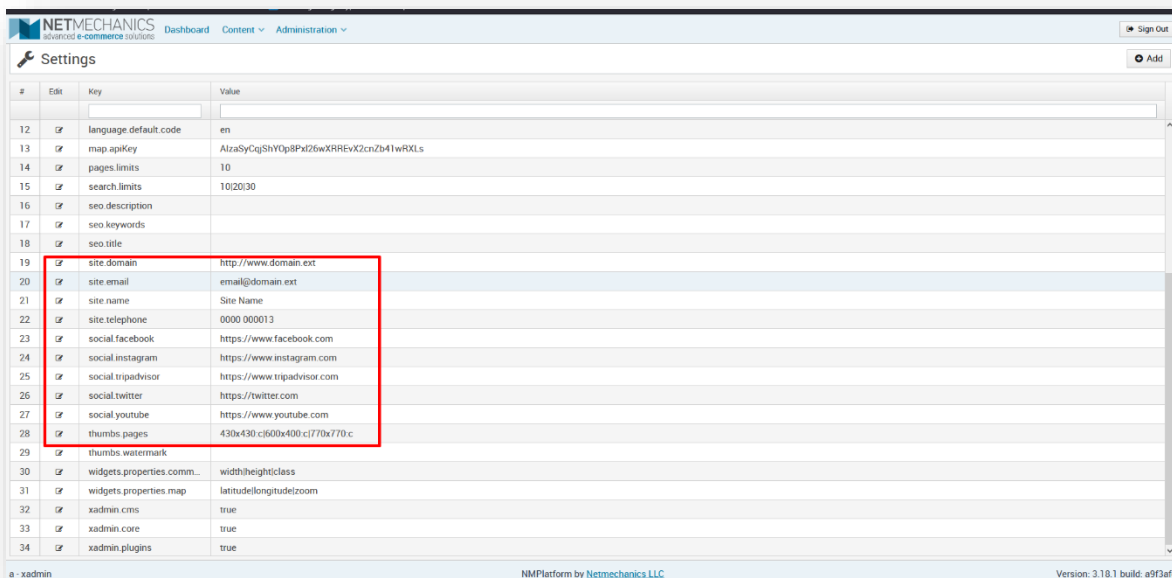 NETMECHANICS
advanced e-commerce solutions
Dashboard Content Administration
Sign Out
Settings
Add
# Edit Key Value
12 language.default.code en
13 map.apiKey AIzaSyCqjShYOp8PxI26wXRREvX2cnZb41wRXLs
14 pages.limits 10
15 search.limits 10|20|30
16 seo.description
17 seo.keywords
18 seo.title
19 site.domain http://www.domain.ext
20 site.email email@domain.ext
21 site.name Site Name
22 site.telephone 0000 000013
23 social.facebook https://www.facebook.com
24 social.instagram https://www.instagram.com
25 social.tripadvisor https://www.tripadvisor.com
26 social.twitter https://twitter.com
27 social.youtube https://www.youtube.com
28 thumbs.pages 430x430:c|600x400:c|770x770:c
29 thumbs.watermark
30 widgets.properties.comm...  width|height|class
31 widgets.properties.map latitude|longitude|zoom
32 xadmin.cms true
33 xadmin.core true
34 xadmin.plugins true
a - xadmin NMPlatform by Netmechanics LLC Version: 3.18.1 build: a9f3af